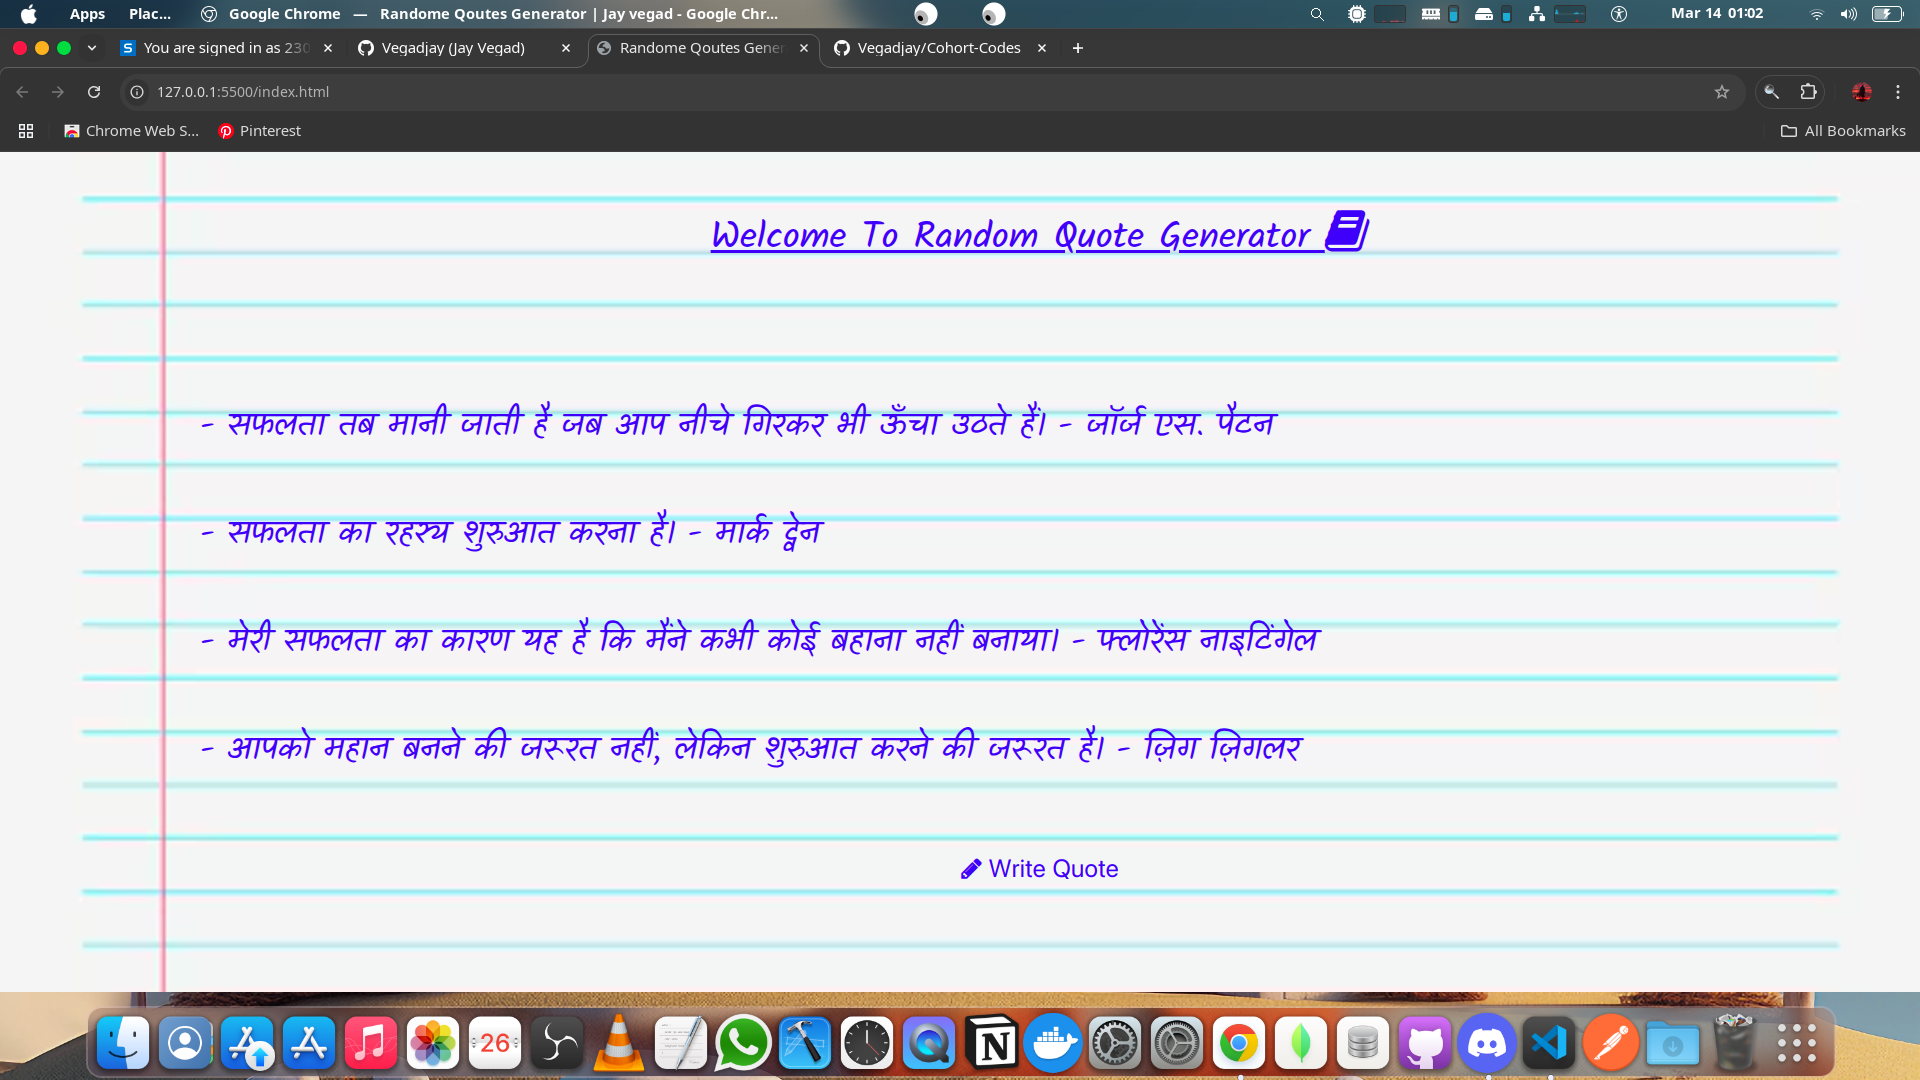 Apps Plac... Google Chrome — Randome Qoutes Generator | Jay vegad - Google Chr... Mar 14 01:02
You are signed in as 230 Vegadjay (Jay Vegad) Randome Qoutes Gener Vegadjay/Cohort-Codes
127.0.0.1:5500/index.html
Chrome Web S... Pinterest All Bookmarks
Welcome To Random Quote Generator
- सफलता तब मानी जाती है जब आप नीचे गिरकर भी ऊँचा उठते हैं। - जॉर्ज एस. पैटन
- सफलता का रहस्य शुरुआत करना है। - मार्क ट्वेन
- मेरी सफलता का कारण यह है कि मैंने कभी कोई बहाना नहीं बनाया। - फ्लोरेंस नाइटिंगेल
- आपको महान बनने की जरूरत नहीं, लेकिन शुरुआत करने की जरूरत है। - ज़िग ज़िगलर
Write Quote
26